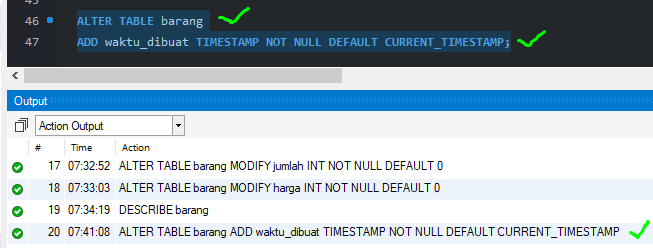 45
46 ALTER TABLE barang
47 ADD waktu_dibuat TIMESTAMP NOT NULL DEFAULT CURRENT_TIMESTAMP;
Output
Action Output
# Time Action
17 07:32:52 ALTER TABLE barang MODIFY jumlah INT NOT NULL DEFAULT 0
18 07:33:03 ALTER TABLE barang MODIFY harga INT NOT NULL DEFAULT 0
19 07:34:19 DESCRIBE barang
20 07:41:08 ALTER TABLE barang ADD waktu_dibuat TIMESTAMP NOT NULL DEFAULT CURRENT_TIMESTAMP